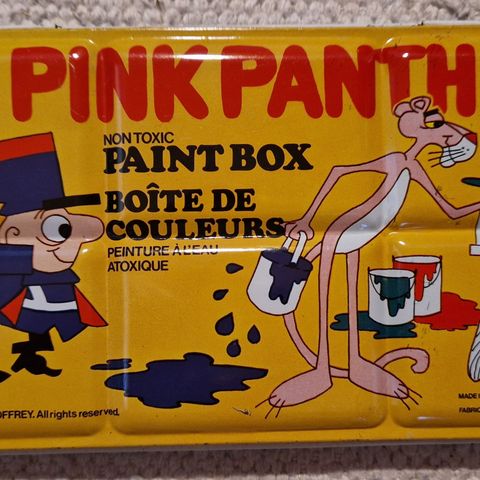 PINK PANTH
NON TOXIC
PAINT BOX
BOÎTE DE
COULEURS
PEINTURE À L'EAU
ATOXIQUE
OFFREY. All rights reserved.
MADE
FABRIC